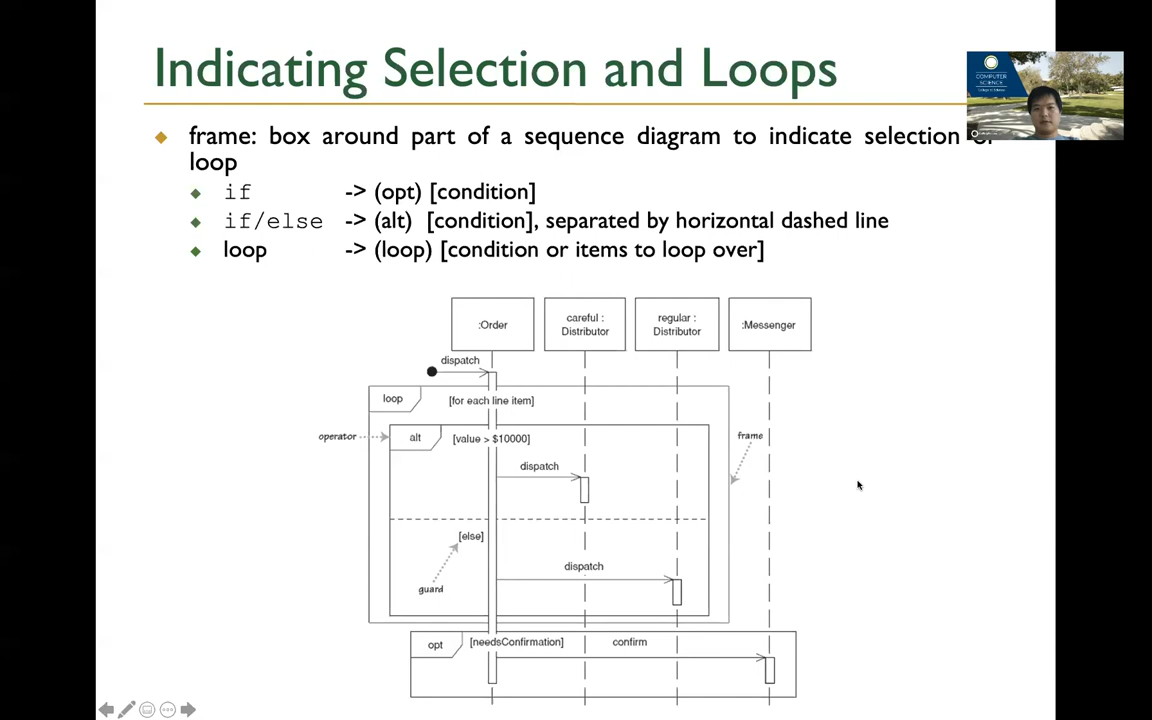 Indicating Selection and Loops
COMPUTER
SCIENCE
frame: box around part of a sequence diagram to indicate selection or
loop
if -> (opt) [condition]
if/else -> (alt) [condition], separated by horizontal dashed line
loop -> (loop) [condition or items to loop over]
:Order
careful :
Distributor
regular :
Distributor
:Messenger
dispatch
loop
[for each line item]
operator
alt
[value > $10000]
frame
dispatch
[else]
dispatch
guard
opt
[needsConfirmation]
confirm